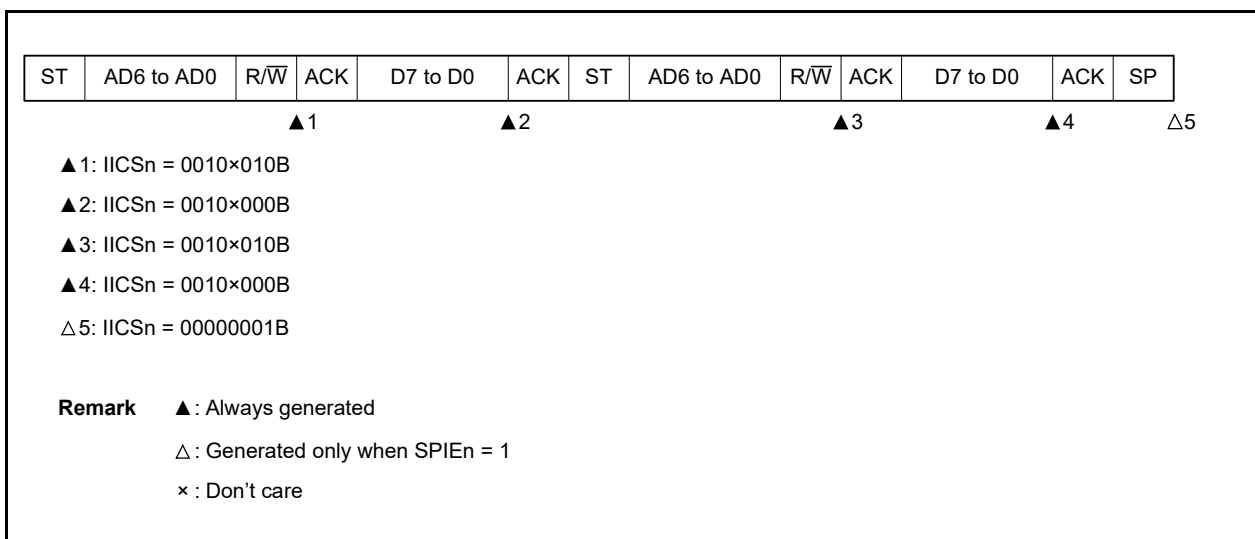 ST AD6 to AD0 R/W̅ ACK D7 to D0 ACK ST AD6 to AD0 R/W̅ ACK D7 to D0 ACK SP
▲1 ▲2 ▲3 ▲4 △5
▲1: IICSn = 0010×010B
▲2: IICSn = 0010×000B
▲3: IICSn = 0010×010B
▲4: IICSn = 0010×000B
△5: IICSn = 00000001B
Remark ▲: Always generated
△: Generated only when SPIEn = 1
×: Don't care